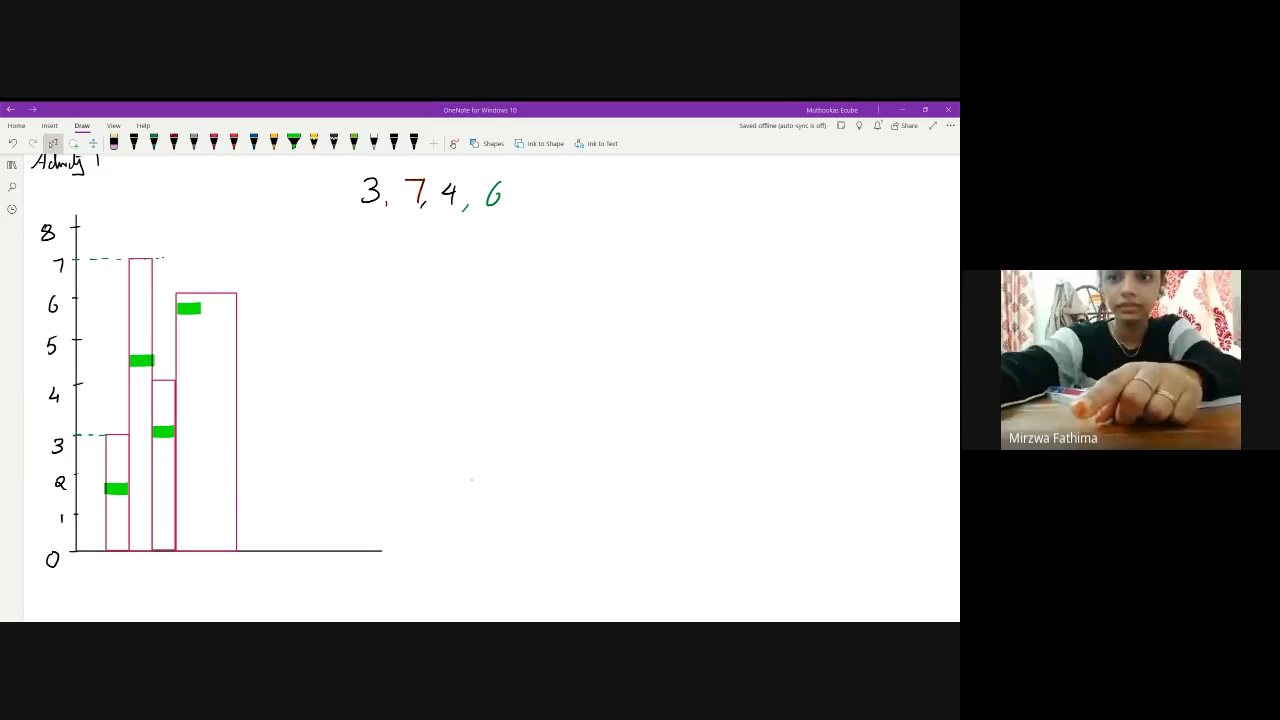 OneNote for Windows 10
Muthookas Ecube
Home Insert Draw View Help
Saved offline (auto-sync is off)
Share
Shapes
Ink to Shape
Ink to Text
Activity 1
3, 7, 4, 6
8
7
6
5
4
3
2
1
0
Mirzwa Fathima